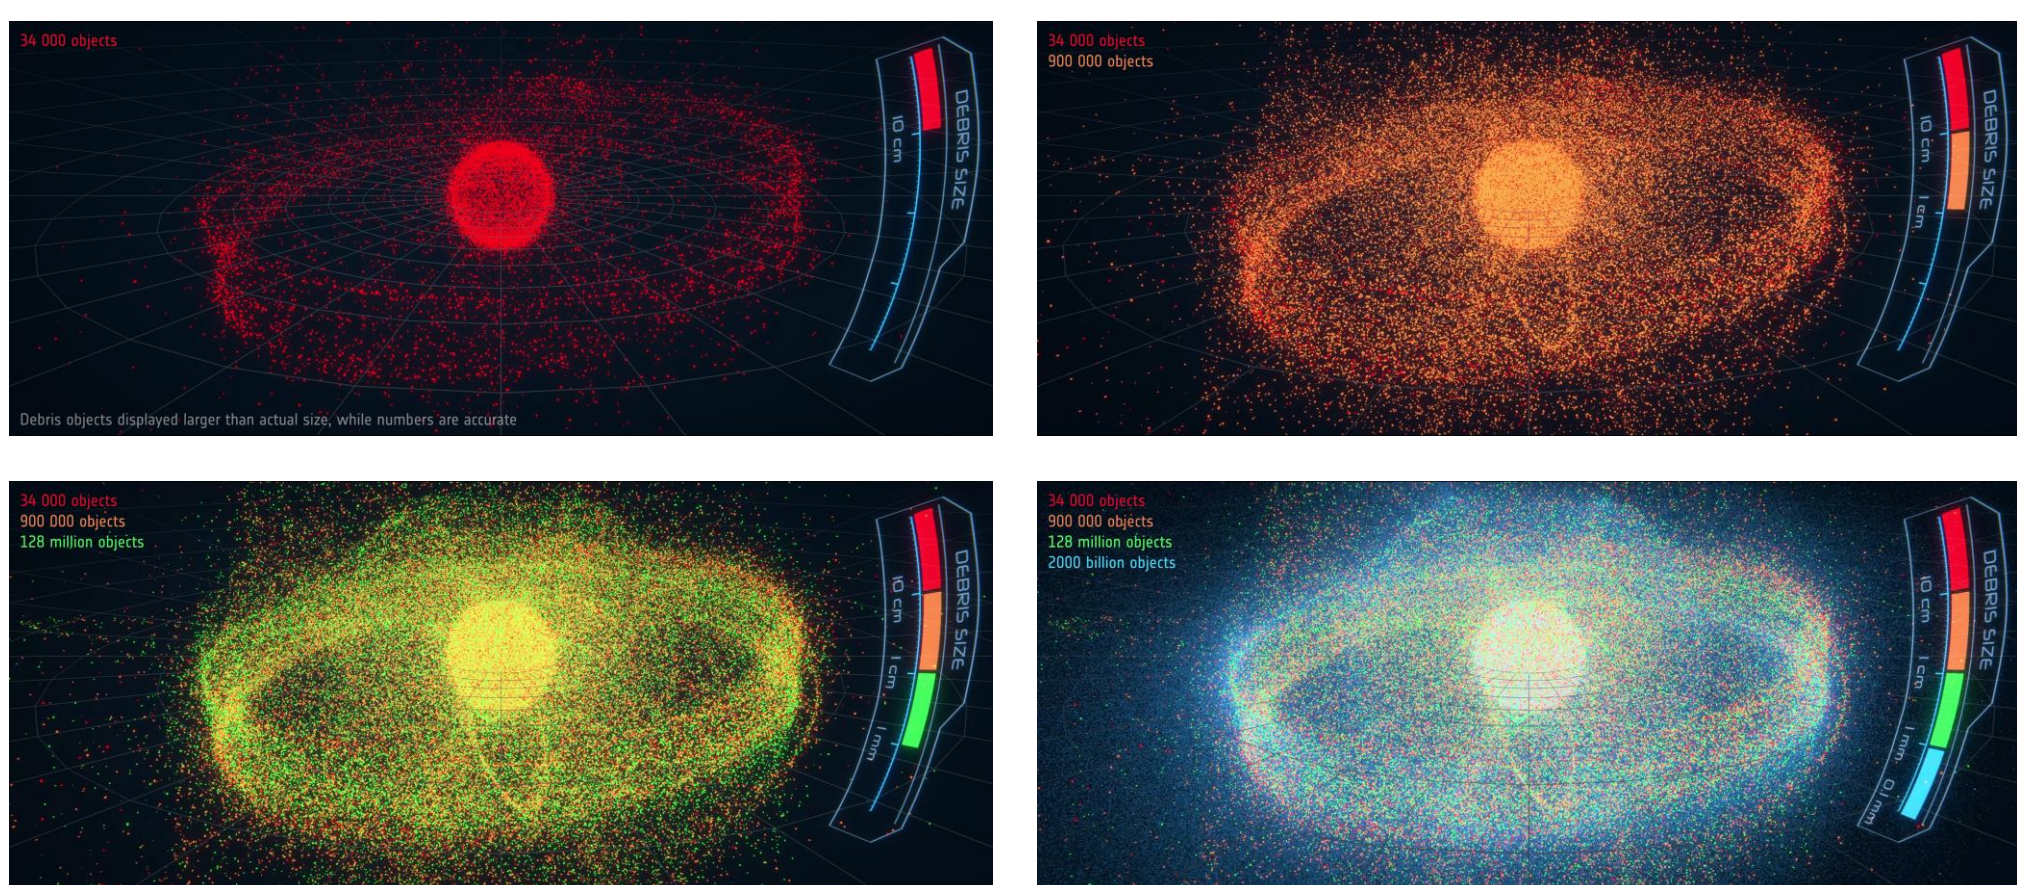 34 000 objects
10 cm
DEBRIS SIZE
Debris objects displayed larger than actual size, while numbers are accurate
34 000 objects
900 000 objects
10 cm
1 cm
DEBRIS SIZE
34 000 objects
900 000 objects
128 million objects
10 cm
1 cm
1 mm
DEBRIS SIZE
34 000 objects
900 000 objects
128 million objects
2000 billion objects
10 cm
1 cm
1 mm
0.1 mm
DEBRIS SIZE